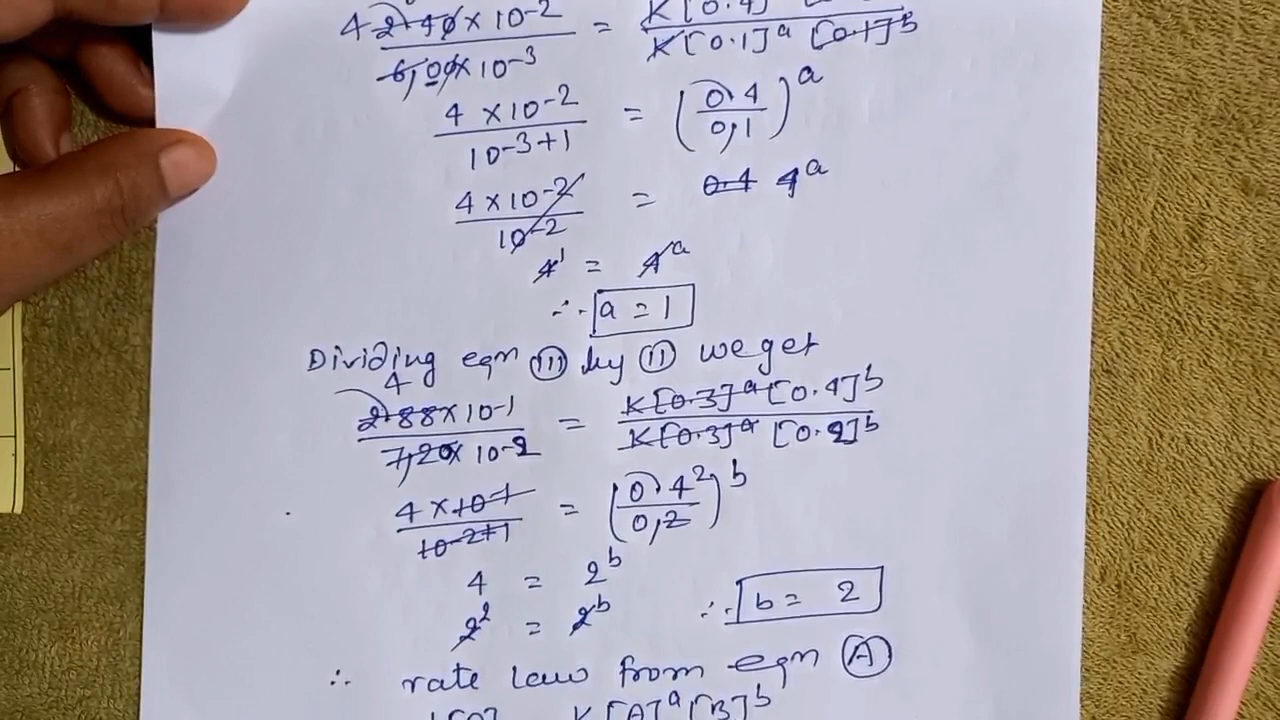 4 2.40 x 10-2 / 6.00 x 10-3 = K[0.4] / K[0.1]a [0.1]b
4 x 10-2 / 10-3+1 = (0.4 / 0.1)a
4 x 10-2 / 10-2 = 0.4 4a
4^1 = 4a
∴ a = 1
Dividing eqn (III) by (II) we get
4
2.88 x 10-1 / 7.20 x 10-2 = K[0.3]a [0.4]b / K[0.3]a [0.2]b
4 x 10-1 / 10-2+1 = (0.4 2 / 0.2)b
4 = 2b
2^2 = 2b ∴ b = 2
∴ rate law from eqn (A)
K[A]a[B]b